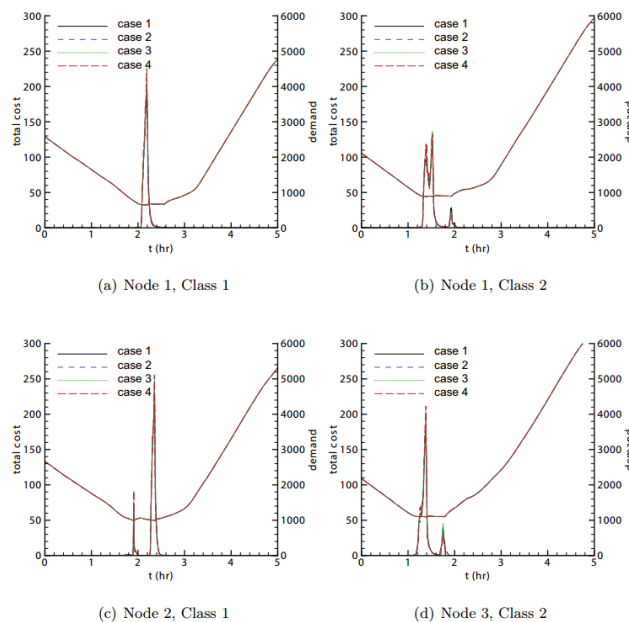 300 6000
case 1
250 case 2 5000
case 3
200 case 4 4000
total cost
150 3000
demand
100 2000
50 1000
0 0
0 1 2 3 4 5
t (hr)
(a) Node 1, Class 1
300 6000
case 1
250 case 2 5000
case 3
200 case 4 4000
total cost
150 3000
demand
100 2000
50 1000
0 0
0 1 2 3 4 5
t (hr)
(b) Node 1, Class 2
300 6000
case 1
250 case 2 5000
case 3
200 case 4 4000
total cost
150 3000
demand
100 2000
50 1000
0 0
0 1 2 3 4 5
t (hr)
(c) Node 2, Class 1
300 6000
case 1
250 case 2 5000
case 3
200 case 4 4000
total cost
150 3000
demand
100 2000
50 1000
0 0
0 1 2 3 4 5
t (hr)
(d) Node 3, Class 2